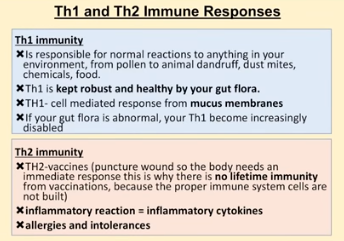 Th1 and Th2 Immune Responses
Th1 immunity
✖Is responsible for normal reactions to anything in your
environment, from pollen to animal dandruff, dust mites,
chemicals, food.
✖Th1 is kept robust and healthy by your gut flora.
✖TH1- cell mediated response from mucus membranes
✖If your gut flora is abnormal, your Th1 become increasingly
disabled
Th2 immunity
✖TH2-vaccines (puncture wound so the body needs an
immediate response this is why there is no lifetime immunity
from vaccinations, because the proper immune system cells are
not built)
✖inflammatory reaction = inflammatory cytokines
✖allergies and intolerances